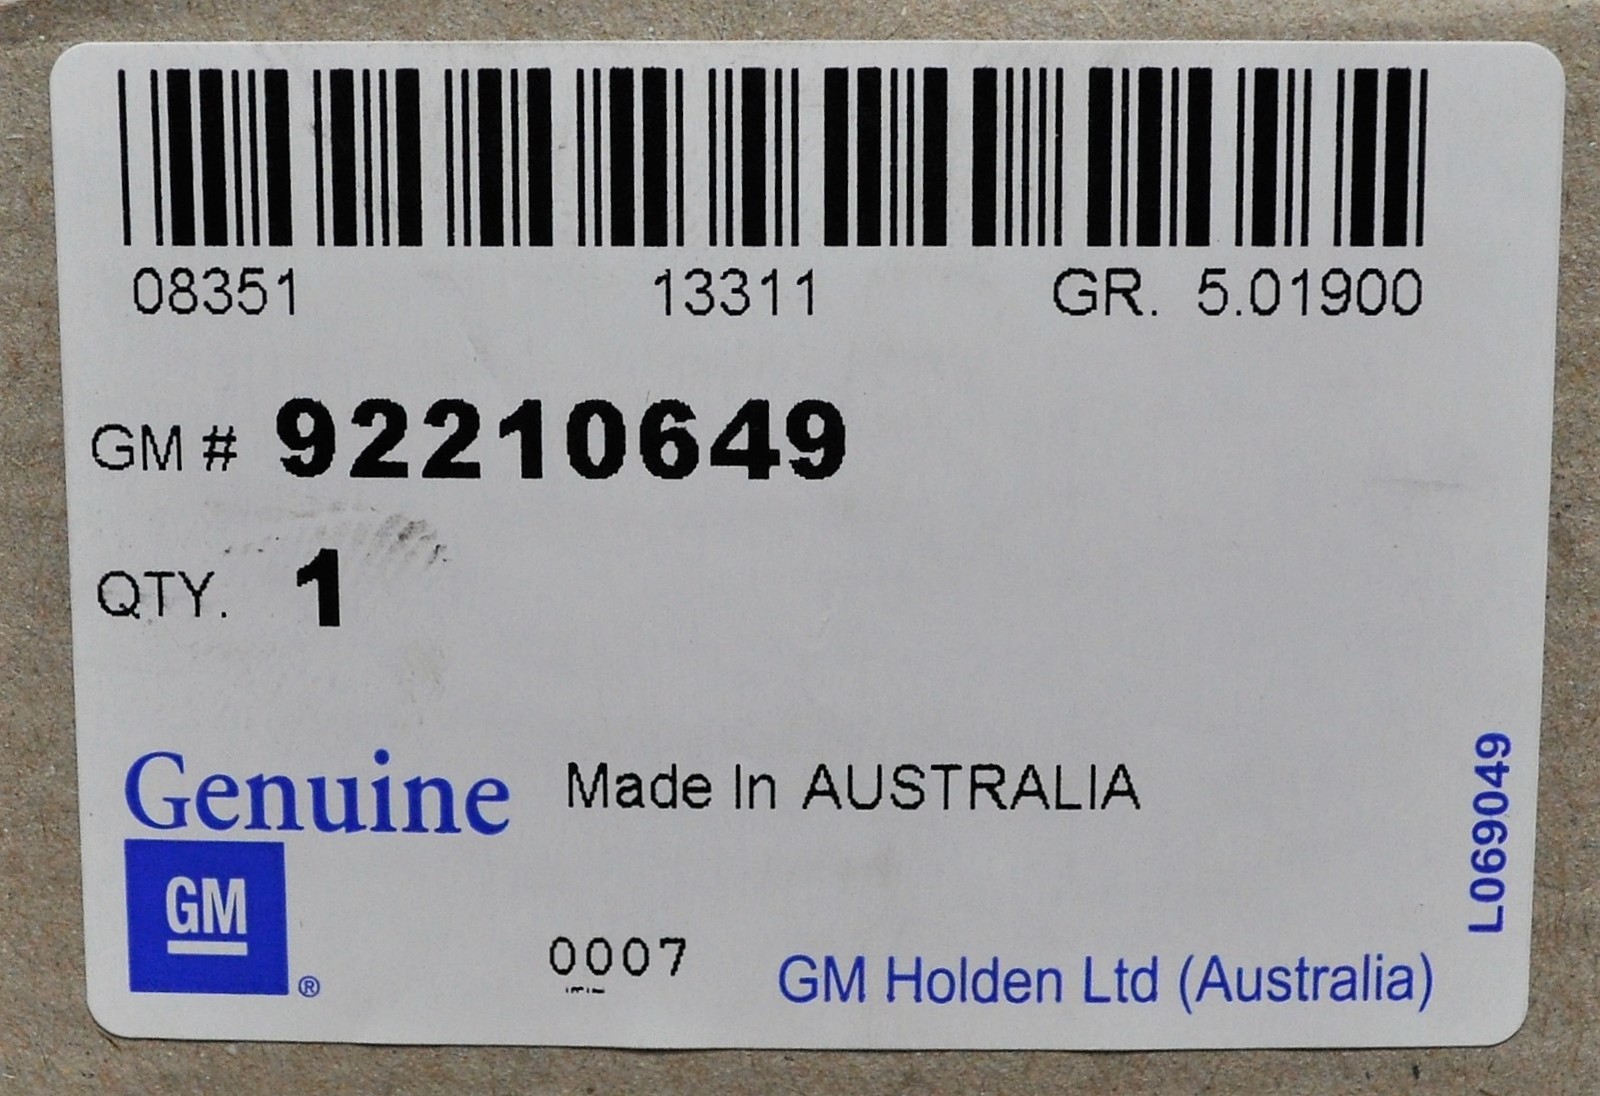 08351 13311 GR. 5.01900
GM # 92210649
QTY. 1
Genuine Made In AUSTRALIA
GM ®
0007
GM Holden Ltd (Australia)
L069049